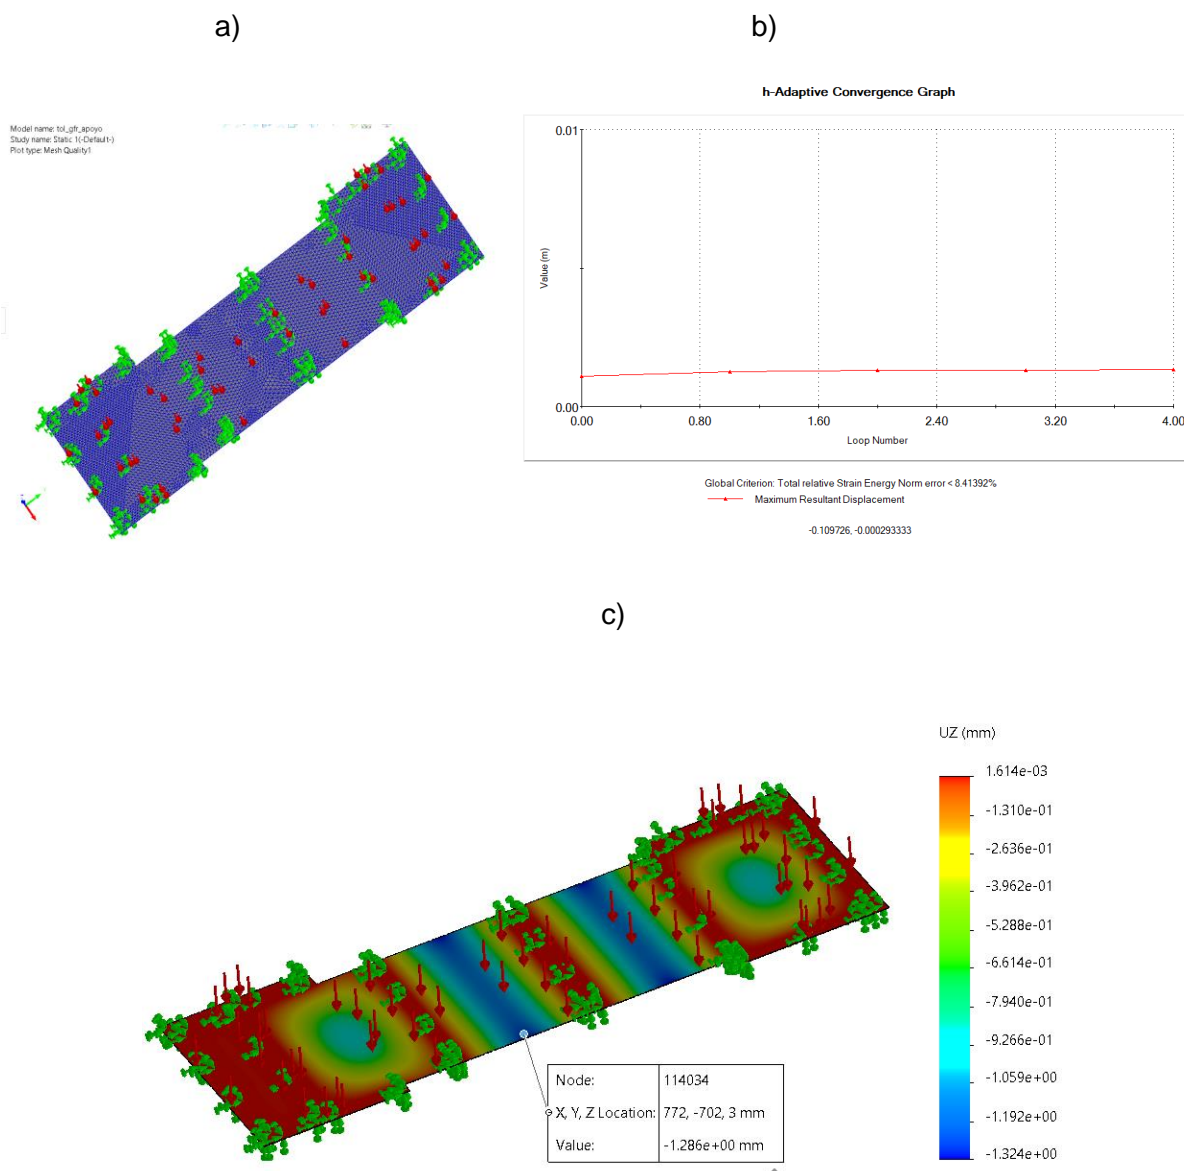 a)
b)
Model name: tol_gfr_apoyo
Study name: Static 1(-Default-)
Plot type: Mesh Quality1
h-Adaptive Convergence Graph
0.01
Value (m)
0.00
0.00 0.80 1.60 2.40 3.20 4.00
Loop Number
Global Criterion: Total relative Strain Energy Norm error < 8.41392%
Maximum Resultant Displacement
-0.109726, -0.000293333
c)
UZ (mm)
1.614e-03
-1.310e-01
-2.636e-01
-3.962e-01
-5.288e-01
-6.614e-01
-7.940e-01
-9.266e-01
-1.059e+00
-1.192e+00
-1.324e+00
Node: 114034
X, Y, Z Location: 772, -702, 3 mm
Value: -1.286e+00 mm